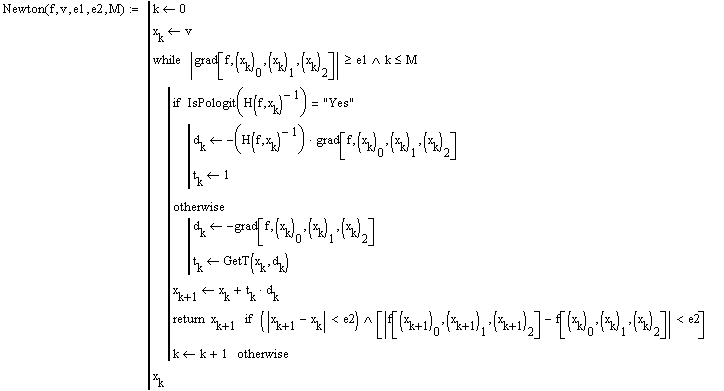 Newton(f,v,e1,e2,M) := k ← 0
x_k ← v
while |grad[f,(x_k)_0,(x_k)_1,(x_k)_2]| ≥ e1 ∧ k ≤ M
if IsPologit(H(f,x_k)^-1) = "Yes"
d_k ← -(H(f,x_k)^-1)·grad[f,(x_k)_0,(x_k)_1,(x_k)_2]
t_k ← 1
otherwise
d_k ← -grad[f,(x_k)_0,(x_k)_1,(x_k)_2]
t_k ← GetT(x_k,d_k)
x_k+1 ← x_k + t_k·d_k
return x_k+1 if (|x_k+1 - x_k| < e2) ∧ [|f[(x_k+1)_0,(x_k+1)_1,(x_k+1)_2] - f[(x_k)_0,(x_k)_1,(x_k)_2]| < e2]
k ← k + 1 otherwise
x_k